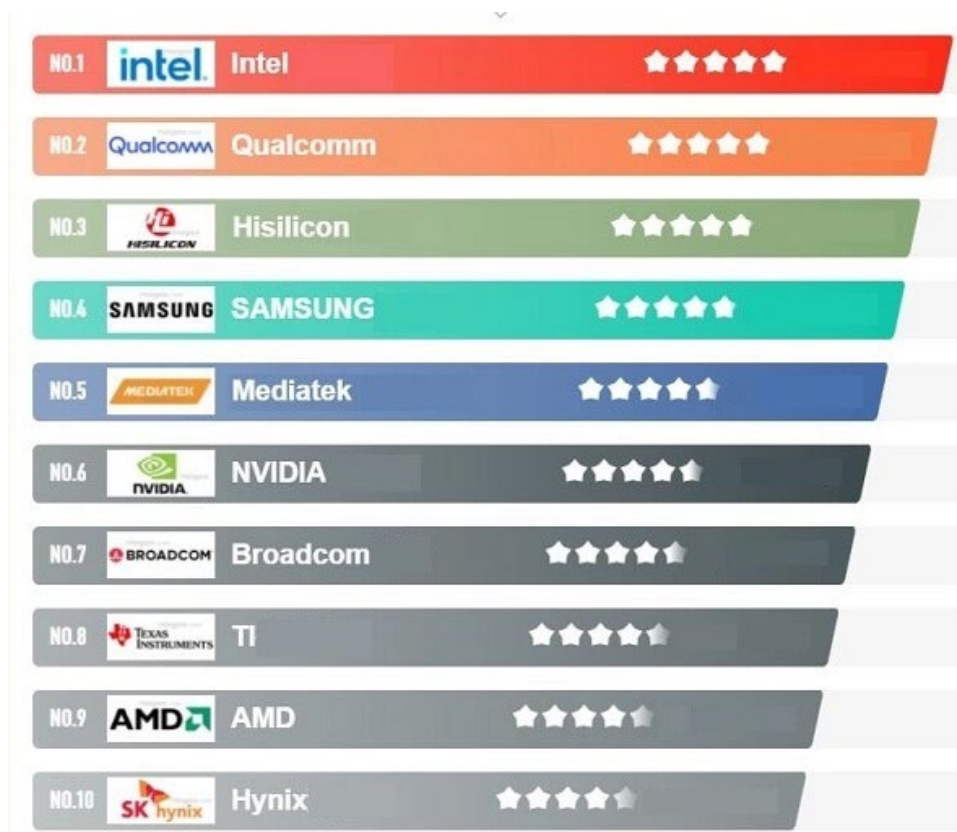 NO.1 intel. Intel
NO.2 Qualcomm Qualcomm
NO.3 HISILICON Hisilicon
NO.4 SAMSUNG SAMSUNG
NO.5 MEDIATEK Mediatek
NO.6 NVIDIA. NVIDIA
NO.7 BROADCOM Broadcom
NO.8 TEXAS INSTRUMENTS TI
NO.9 AMD AMD
NO.10 SK hynix Hynix